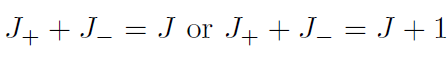 J₊ + J₋ = J or J₊ + J₋ = J + 1